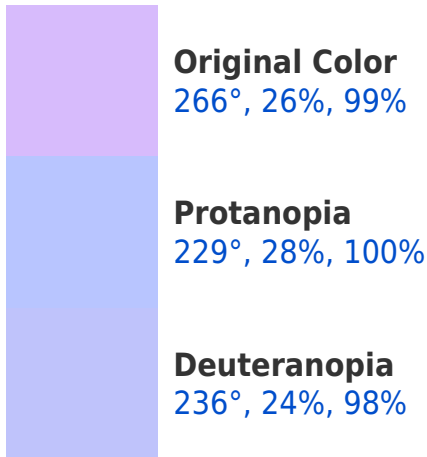 Original Color
266°, 26%, 99%
Protanopia
229°, 28%, 100%
Deuteranopia
236°, 24%, 98%